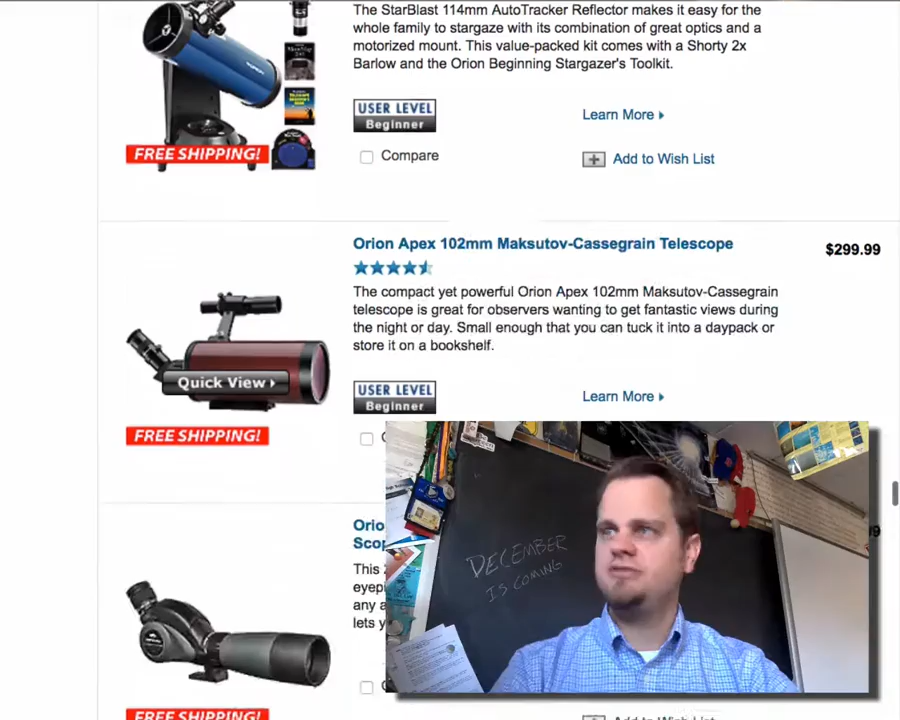 The StarBlast 114mm AutoTracker Reflector makes it easy for the
whole family to stargaze with its combination of great optics and a
motorized mount. This value-packed kit comes with a Shorty 2x
Barlow and the Orion Beginning Stargazer's Toolkit.
USER LEVEL
Beginner
Learn More
FREE SHIPPING!
Compare
Add to Wish List
Orion Apex 102mm Maksutov-Cassegrain Telescope
$299.99
The compact yet powerful Orion Apex 102mm Maksutov-Cassegrain
telescope is great for observers wanting to get fantastic views during
the night or day. Small enough that you can tuck it into a daypack or
store it on a bookshelf.
Quick View
USER LEVEL
Beginner
Learn More
FREE SHIPPING!
DECEMBER
IS COMING
This
any a
lets y
FREE SHIPPING!
Add to Wish List